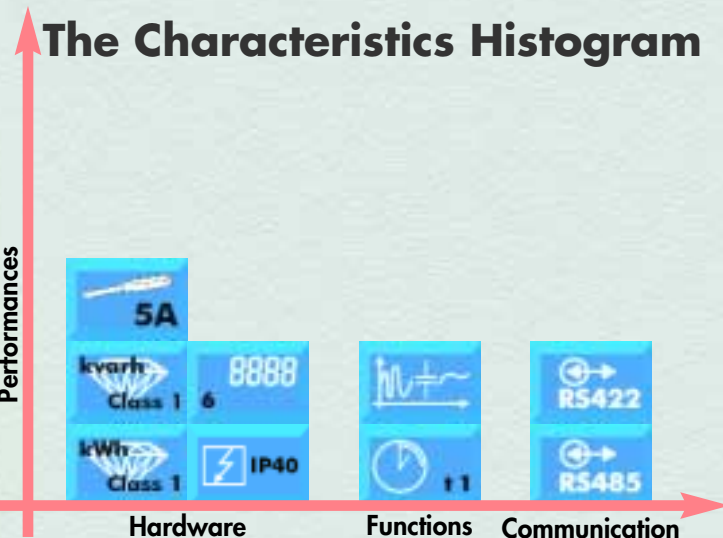 The Characteristics Histogram
Performances
5A
kvarh
Class 1
8888
6
kWh
Class 1
IP40
t 1
RS422
RS485
Hardware
Functions
Communication